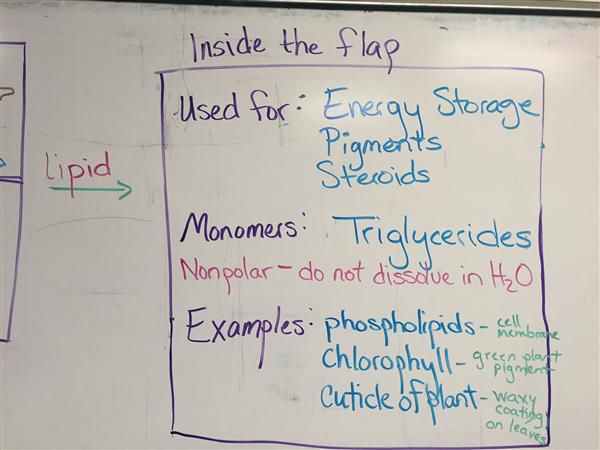 Inside the flap
lipid
Used for: Energy Storage
Pigments
Steroids
Monomers: Triglycerides
Nonpolar - do not dissolve in H₂O
Examples: phospholipids - cell membrane
Chlorophyll - green plant pigment
Cuticle of plant - waxy coating on leaves